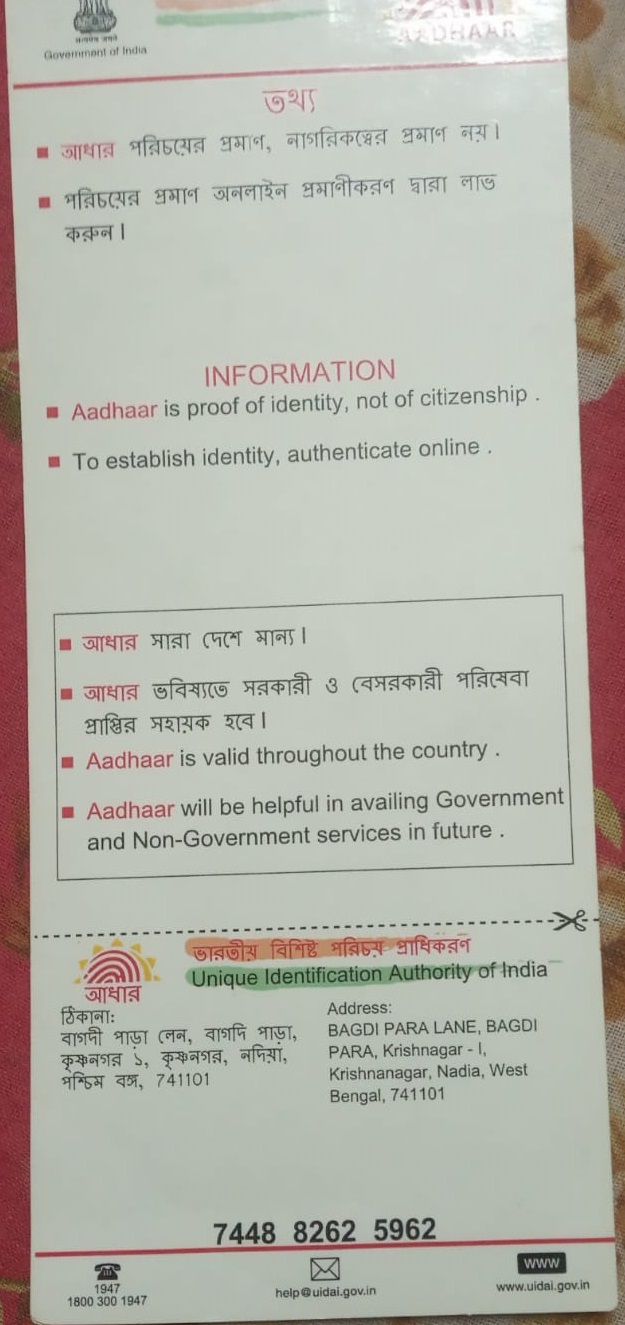 सत्यमेव जयते
Government of India
AADHAAR
তথ্য
■ আধার পরিচয়ের প্রমাণ, নাগরিকত্বের প্রমাণ নয়।
■ পরিচয়ের প্রমাণ অনলাইন প্রমাণীকরণ দ্বারা লাভ
করুন।
INFORMATION
■ Aadhaar is proof of identity, not of citizenship .
■ To establish identity, authenticate online .
■ আধার সারা দেশে মান্য।
■ আধার ভবিষ্যতে সরকারী ও বেসরকারী পরিষেবা
প্রাপ্তির সহায়ক হবে।
■ Aadhaar is valid throughout the country .
■ Aadhaar will be helpful in availing Government
and Non-Government services in future .
ভারতীয় বিশিষ্ট পরিচয় প্রাধিকরণ
Unique Identification Authority of India
আধার
ঠিকানা:
বাগদী পাড়া লেন, বাগদি পাড়া,
কৃষ্ণনগর ১, কৃষ্ণনগর, নদিয়া,
পশ্চিম বঙ্গ, 741101
Address:
BAGDI PARA LANE, BAGDI
PARA, Krishnagar - I,
Krishnanagar, Nadia, West
Bengal, 741101
7448 8262 5962
1947
1800 300 1947
help@uidai.gov.in
www
www.uidai.gov.in